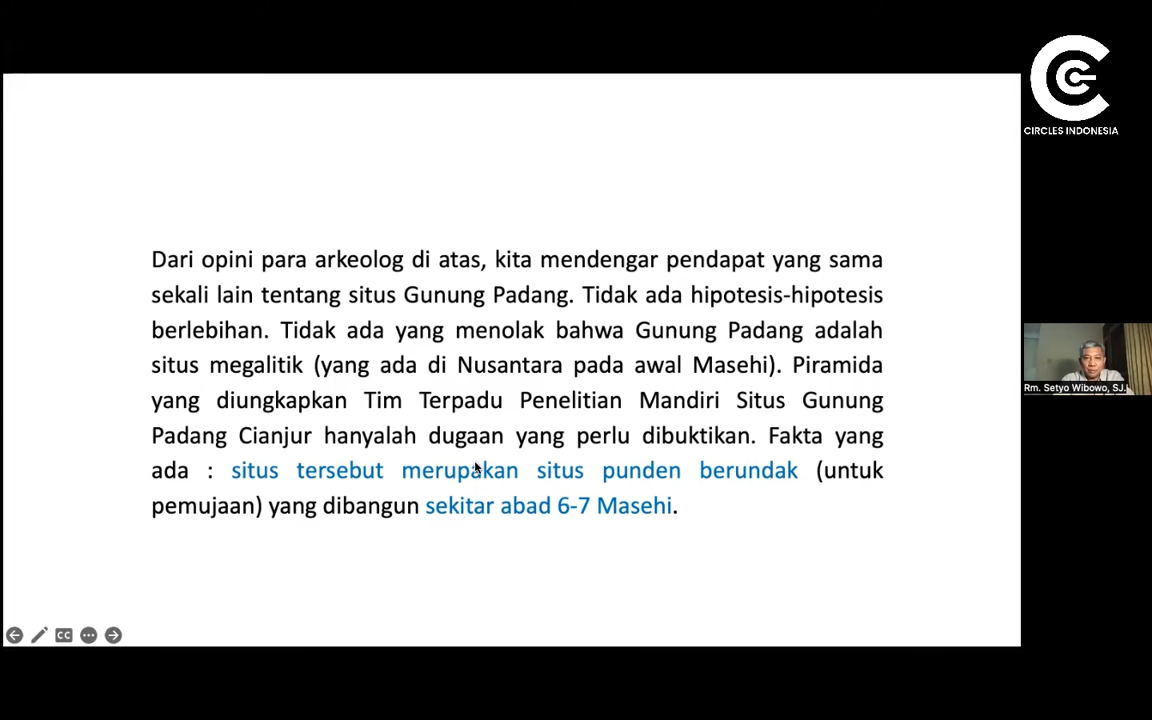 CIRCLES INDONESIA
Dari opini para arkeolog di atas, kita mendengar pendapat yang sama
sekali lain tentang situs Gunung Padang. Tidak ada hipotesis-hipotesis
berlebihan. Tidak ada yang menolak bahwa Gunung Padang adalah
situs megalitik (yang ada di Nusantara pada awal Masehi). Piramida
yang diungkapkan Tim Terpadu Penelitian Mandiri Situs Gunung
Padang Cianjur hanyalah dugaan yang perlu dibuktikan. Fakta yang
ada : situs tersebut merupakan situs punden berundak (untuk
pemujaan) yang dibangun sekitar abad 6-7 Masehi.
Rm. Setyo Wibowo, SJ.
CC